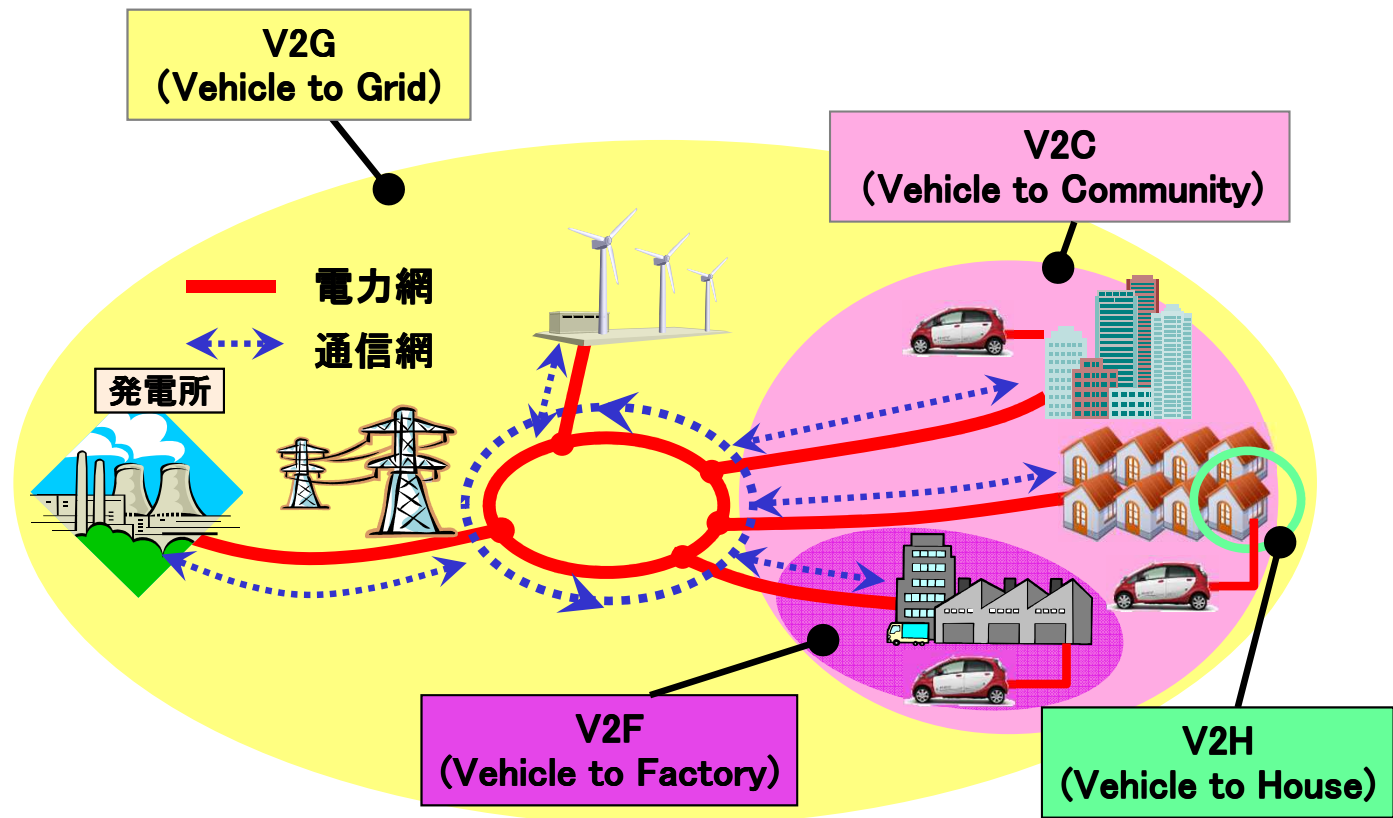 V2G
（Vehicle to Grid）
V2C
（Vehicle to Community）
電力網
通信網
発電所
V2F
（Vehicle to Factory）
V2H
（Vehicle to House）